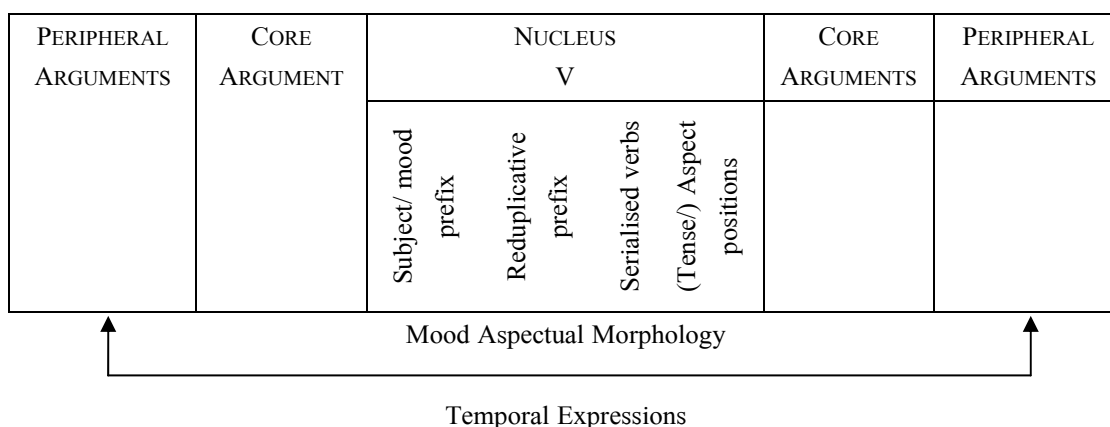 PERIPHERAL ARGUMENTS
CORE ARGUMENT
NUCLEUS
V
CORE ARGUMENTS
PERIPHERAL ARGUMENTS
Subject/ mood
prefix
Reduplicative
prefix
Serialised verbs
(Tense/) Aspect
positions
Mood Aspectual Morphology
Temporal Expressions